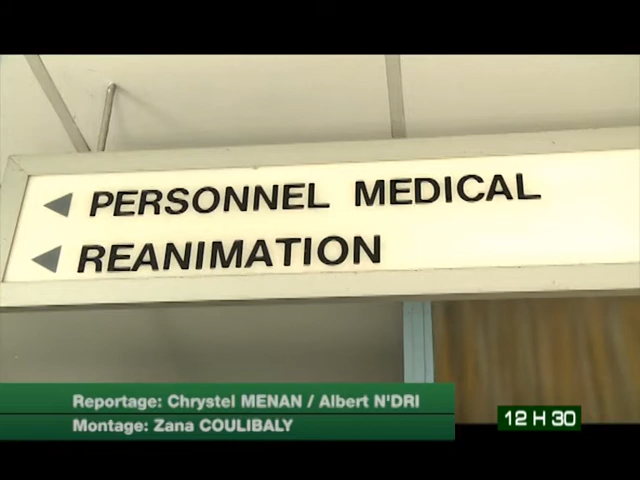 PERSONNEL MEDICAL
REANIMATION
Reportage: Chrystel MENAN / Albert N'DRI
Montage: Zana COULIBALY
12 H 30